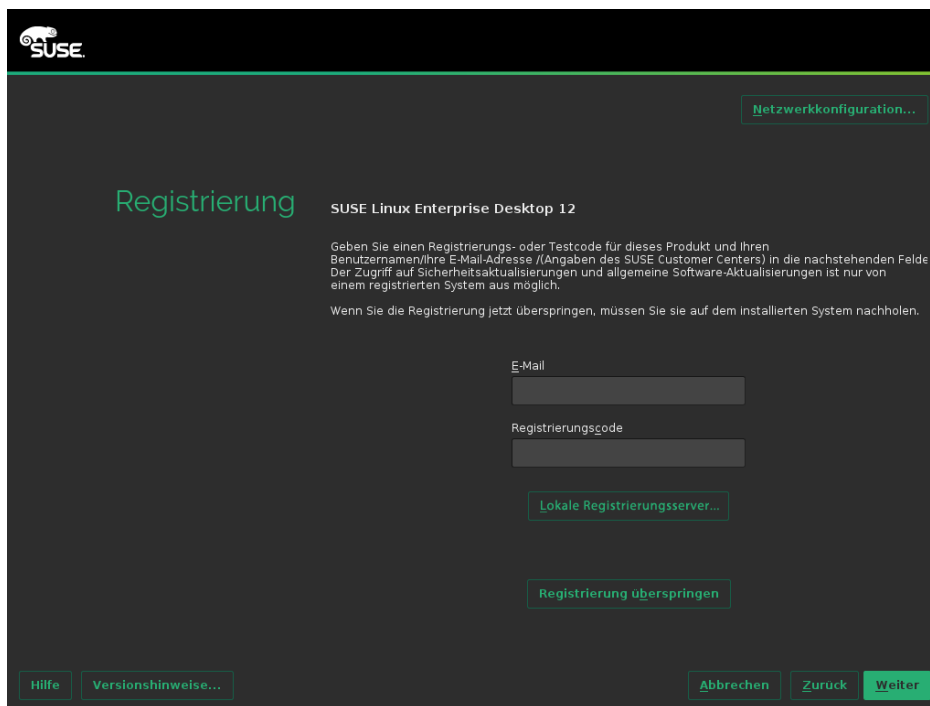 SUSE.
Netzwerkkonfiguration...
Registrierung
SUSE Linux Enterprise Desktop 12
Geben Sie einen Registrierungs- oder Testcode für dieses Produkt und Ihren
Benutzernamen/Ihre E-Mail-Adresse /(Angaben des SUSE Customer Centers) in die nachstehenden Felde
Der Zugriff auf Sicherheitsaktualisierungen und allgemeine Software-Aktualisierungen ist nur von
einem registrierten System aus möglich.
Wenn Sie die Registrierung jetzt überspringen, müssen Sie sie auf dem installierten System nachholen.
E-Mail
Registrierungscode
Lokale Registrierungsserver...
Registrierung überspringen
Hilfe
Versionshinweise...
Abbrechen
Zurück
Weiter